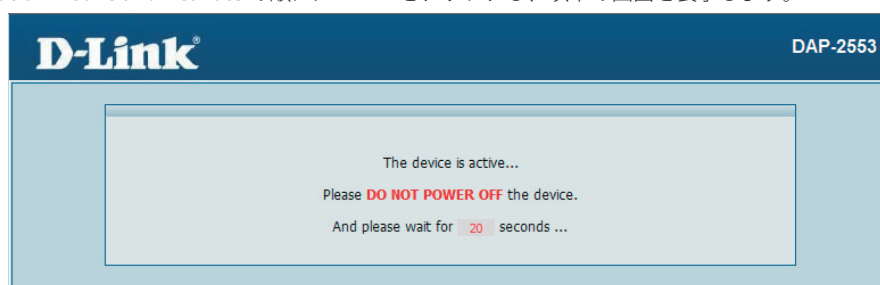 D-Link
DAP-2553
The device is active...
Please DO NOT POWER OFF the device.
And please wait for 20 seconds ...